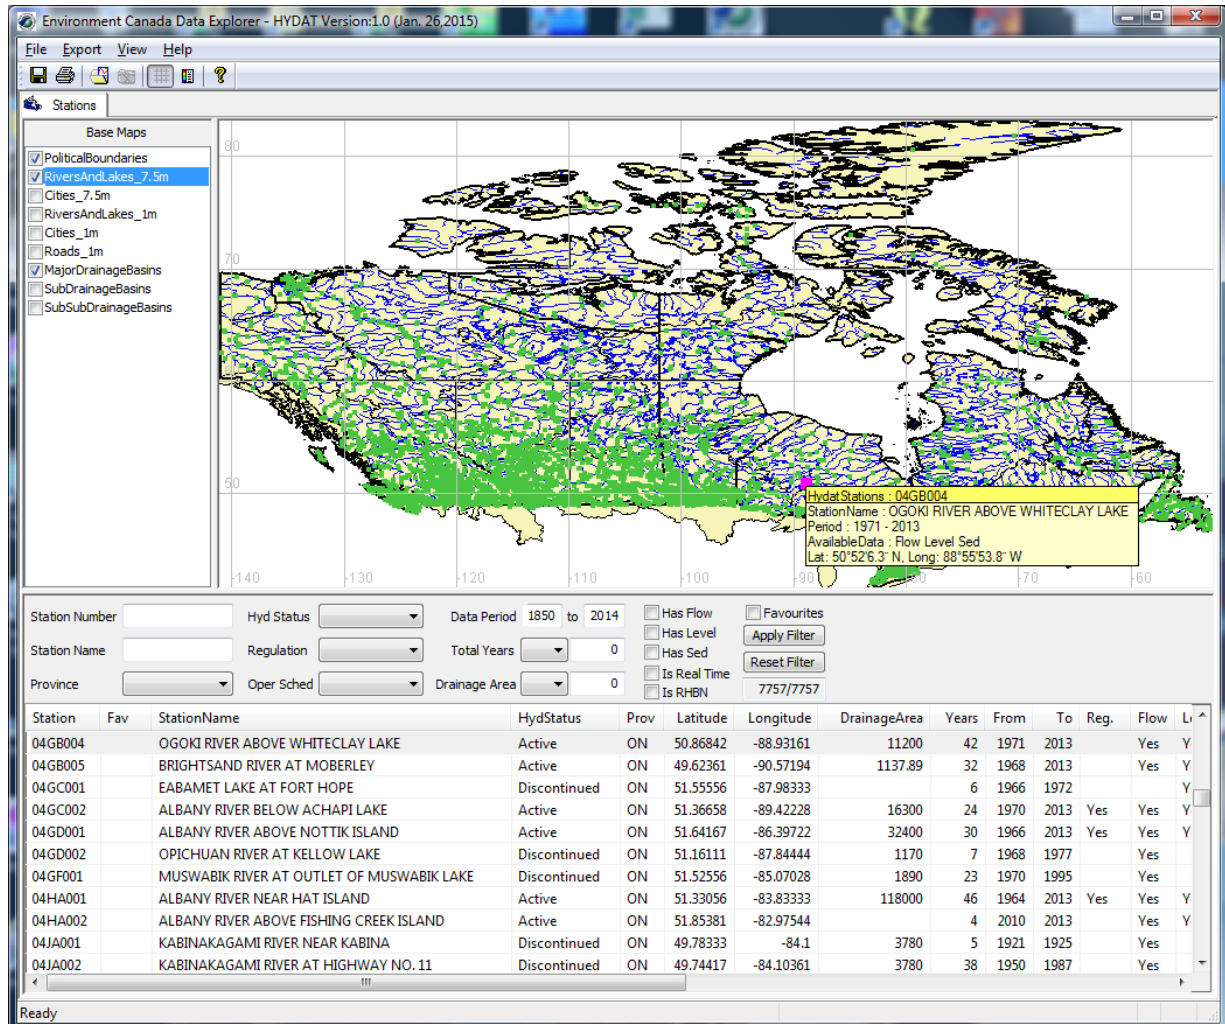 Environment Canada Data Explorer - HYDAT Version:1.0 (Jan. 26,2015)
File Export View Help
Stations
Base Maps
PoliticalBoundaries
RiversAndLakes_7.5m
Cities_7.5m
RiversAndLakes_1m
Cities_1m
Roads_1m
MajorDrainageBasins
SubDrainageBasins
SubSubDrainageBasins
80
70
60
50
-140 -130 -120 -110 -100 -90 -80 -70 -60
HydatStations : 04GB004
StationName : OGOKI RIVER ABOVE WHITECLAY LAKE
Period : 1971 - 2013
AvailableData : Flow Level Sed
Lat: 50°52'6.3¨ N, Long: 88°55'53.8¨ W
Station Number Hyd Status Data Period 1850 to 2014 Has Flow Favourites
Has Level Apply Filter
Station Name Regulation Total Years 0 Has Sed Reset Filter
Is Real Time
Province Oper Sched Drainage Area 0 Is RHBN 7757/7757
Station Fav StationName HydStatus Prov Latitude Longitude DrainageArea Years From To Reg. Flow L
04GB004 OGOKI RIVER ABOVE WHITECLAY LAKE Active ON 50.86842 -88.93161 11200 42 1971 2013 Yes Y
04GB005 BRIGHTSAND RIVER AT MOBERLEY Active ON 49.62361 -90.57194 1137.89 32 1968 2013 Yes Y
04GC001 EABAMET LAKE AT FORT HOPE Discontinued ON 51.55556 -87.98333 6 1966 1972 Y
04GC002 ALBANY RIVER BELOW ACHAPI LAKE Active ON 51.36658 -89.42228 16300 24 1970 2013 Yes Yes Y
04GD001 ALBANY RIVER ABOVE NOTTIK ISLAND Active ON 51.64167 -86.39722 32400 30 1966 2013 Yes Yes Y
04GD002 OPICHUAN RIVER AT KELLOW LAKE Discontinued ON 51.16111 -87.84444 1170 7 1968 1977 Yes
04GF001 MUSWABIK RIVER AT OUTLET OF MUSWABIK LAKE Discontinued ON 51.52556 -85.07028 1890 23 1970 1995 Yes
04HA001 ALBANY RIVER NEAR HAT ISLAND Active ON 51.33056 -83.83333 118000 46 1964 2013 Yes Yes Y
04HA002 ALBANY RIVER ABOVE FISHING CREEK ISLAND Active ON 51.85381 -82.97544 4 2010 2013 Yes Y
04JA001 KABINAKAGAMI RIVER NEAR KABINA Discontinued ON 49.78333 -84.1 3780 5 1921 1925 Yes
04JA002 KABINAKAGAMI RIVER AT HIGHWAY NO. 11 Discontinued ON 49.74417 -84.10361 3780 38 1950 1987 Yes
Ready